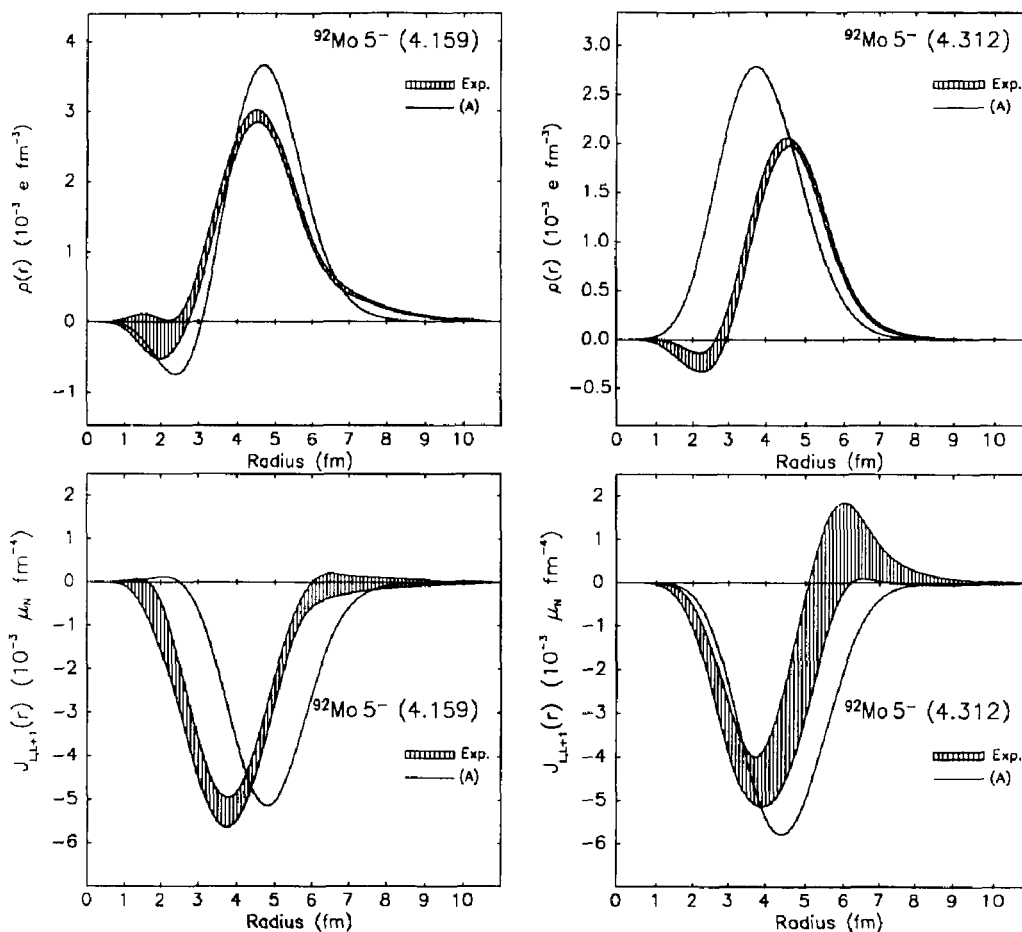 ⁹²Mo 5⁻ (4.159)
Exp.
(A)
ρ(r) (10⁻³ e fm⁻³)
4
3
2
1
0
−1
0 1 2 3 4 5 6 7 8 9 10
Radius (fm)
⁹²Mo 5⁻ (4.312)
Exp.
(A)
ρ(r) (10⁻³ e fm⁻³)
3.0
2.5
2.0
1.5
1.0
0.5
0.0
−0.5
0 1 2 3 4 5 6 7 8 9 10
Radius (fm)
J_{L,L+1}(r) (10⁻³ μ_N fm⁻⁴)
2
1
0
−1
−2
−3
−4
−5
−6
⁹²Mo 5⁻ (4.159)
Exp.
(A)
0 1 2 3 4 5 6 7 8 9 10
Radius (fm)
J_{L,L+1}(r) (10⁻³ μ_N fm⁻⁴)
2
1
0
−1
−2
−3
−4
−5
−6
⁹²Mo 5⁻ (4.312)
Exp.
(A)
0 1 2 3 4 5 6 7 8 9 10
Radius (fm)